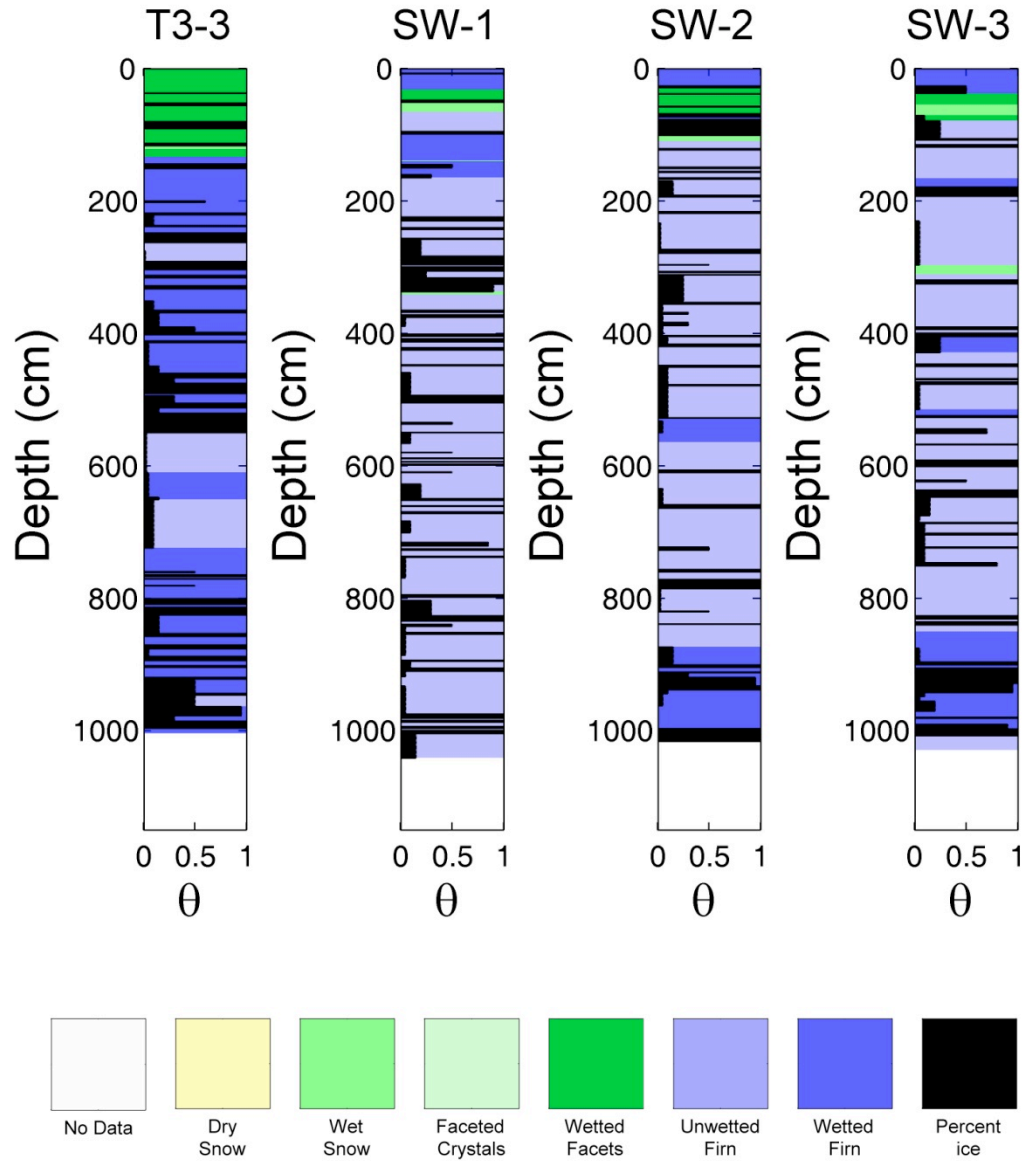 T3-3 SW-1 SW-2 SW-3
0 0 0 0
200 200 200 200
400 400 400 400
Depth (cm) Depth (cm) Depth (cm) Depth (cm)
600 600 600 600
800 800 800 800
1000 1000 1000 1000
0 0.5 1 0 0.5 1 0 0.5 1 0 0.5 1
θ θ θ θ
No Data Dry Wet Faceted Wetted Unwetted Wetted Percent
Snow Snow Crystals Facets Firn Firn ice